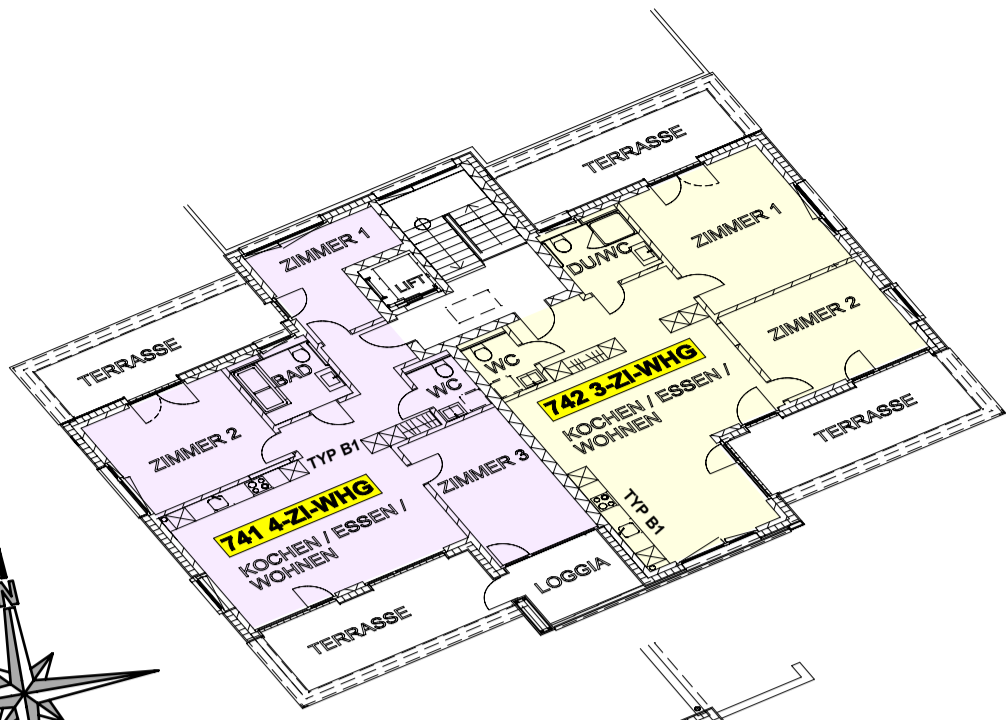 TERRASSE
ZIMMER 1
ZIMMER 1
LIFT
DU/WC
ZIMMER 2
TERRASSE
WC
BAD
WC
742 3-ZI-WHG
KOCHEN / ESSEN /
WOHNEN
TERRASSE
ZIMMER 2
TYP B1
ZIMMER 3
741 4-ZI-WHG
KOCHEN / ESSEN /
WOHNEN
TYP B1
LOGGIA
TERRASSE
N